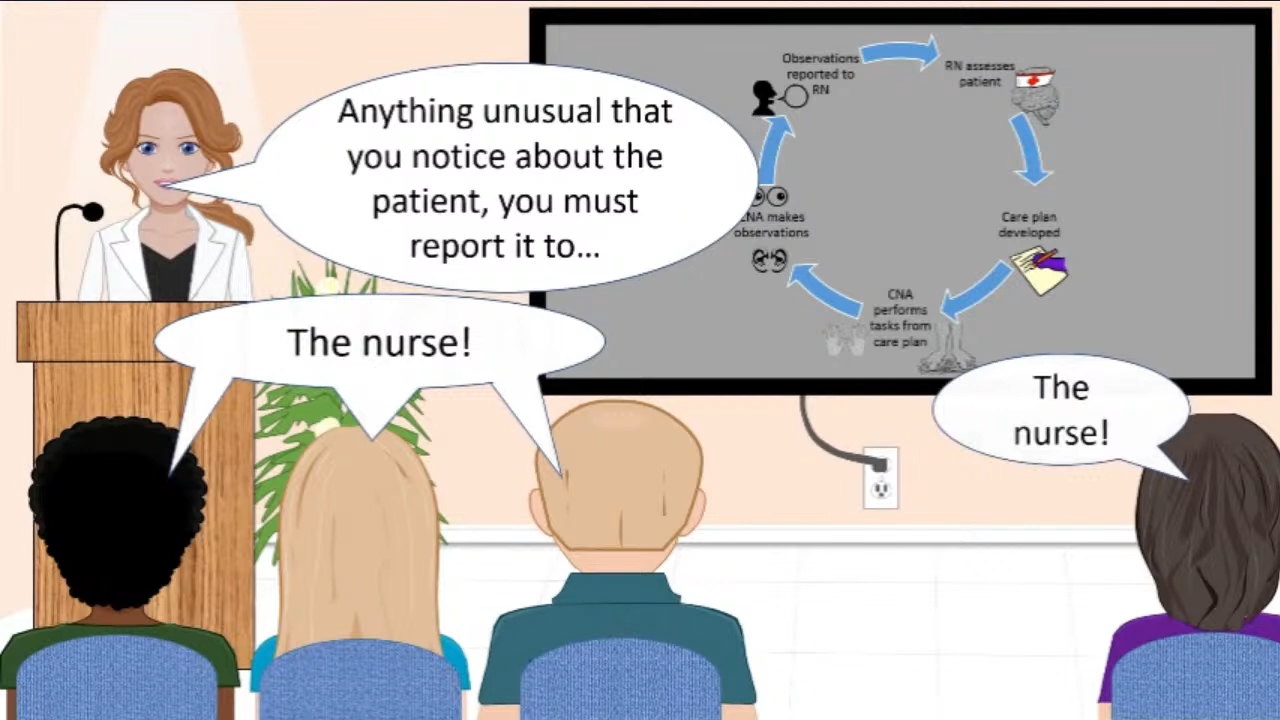 Anything unusual that
you notice about the
patient, you must
report it to...
The nurse!
The
nurse!
Observations
reported to
RN
RN assesses
patient
Care plan
developed
CNA
performs
tasks from
care plan
CNA makes
observations